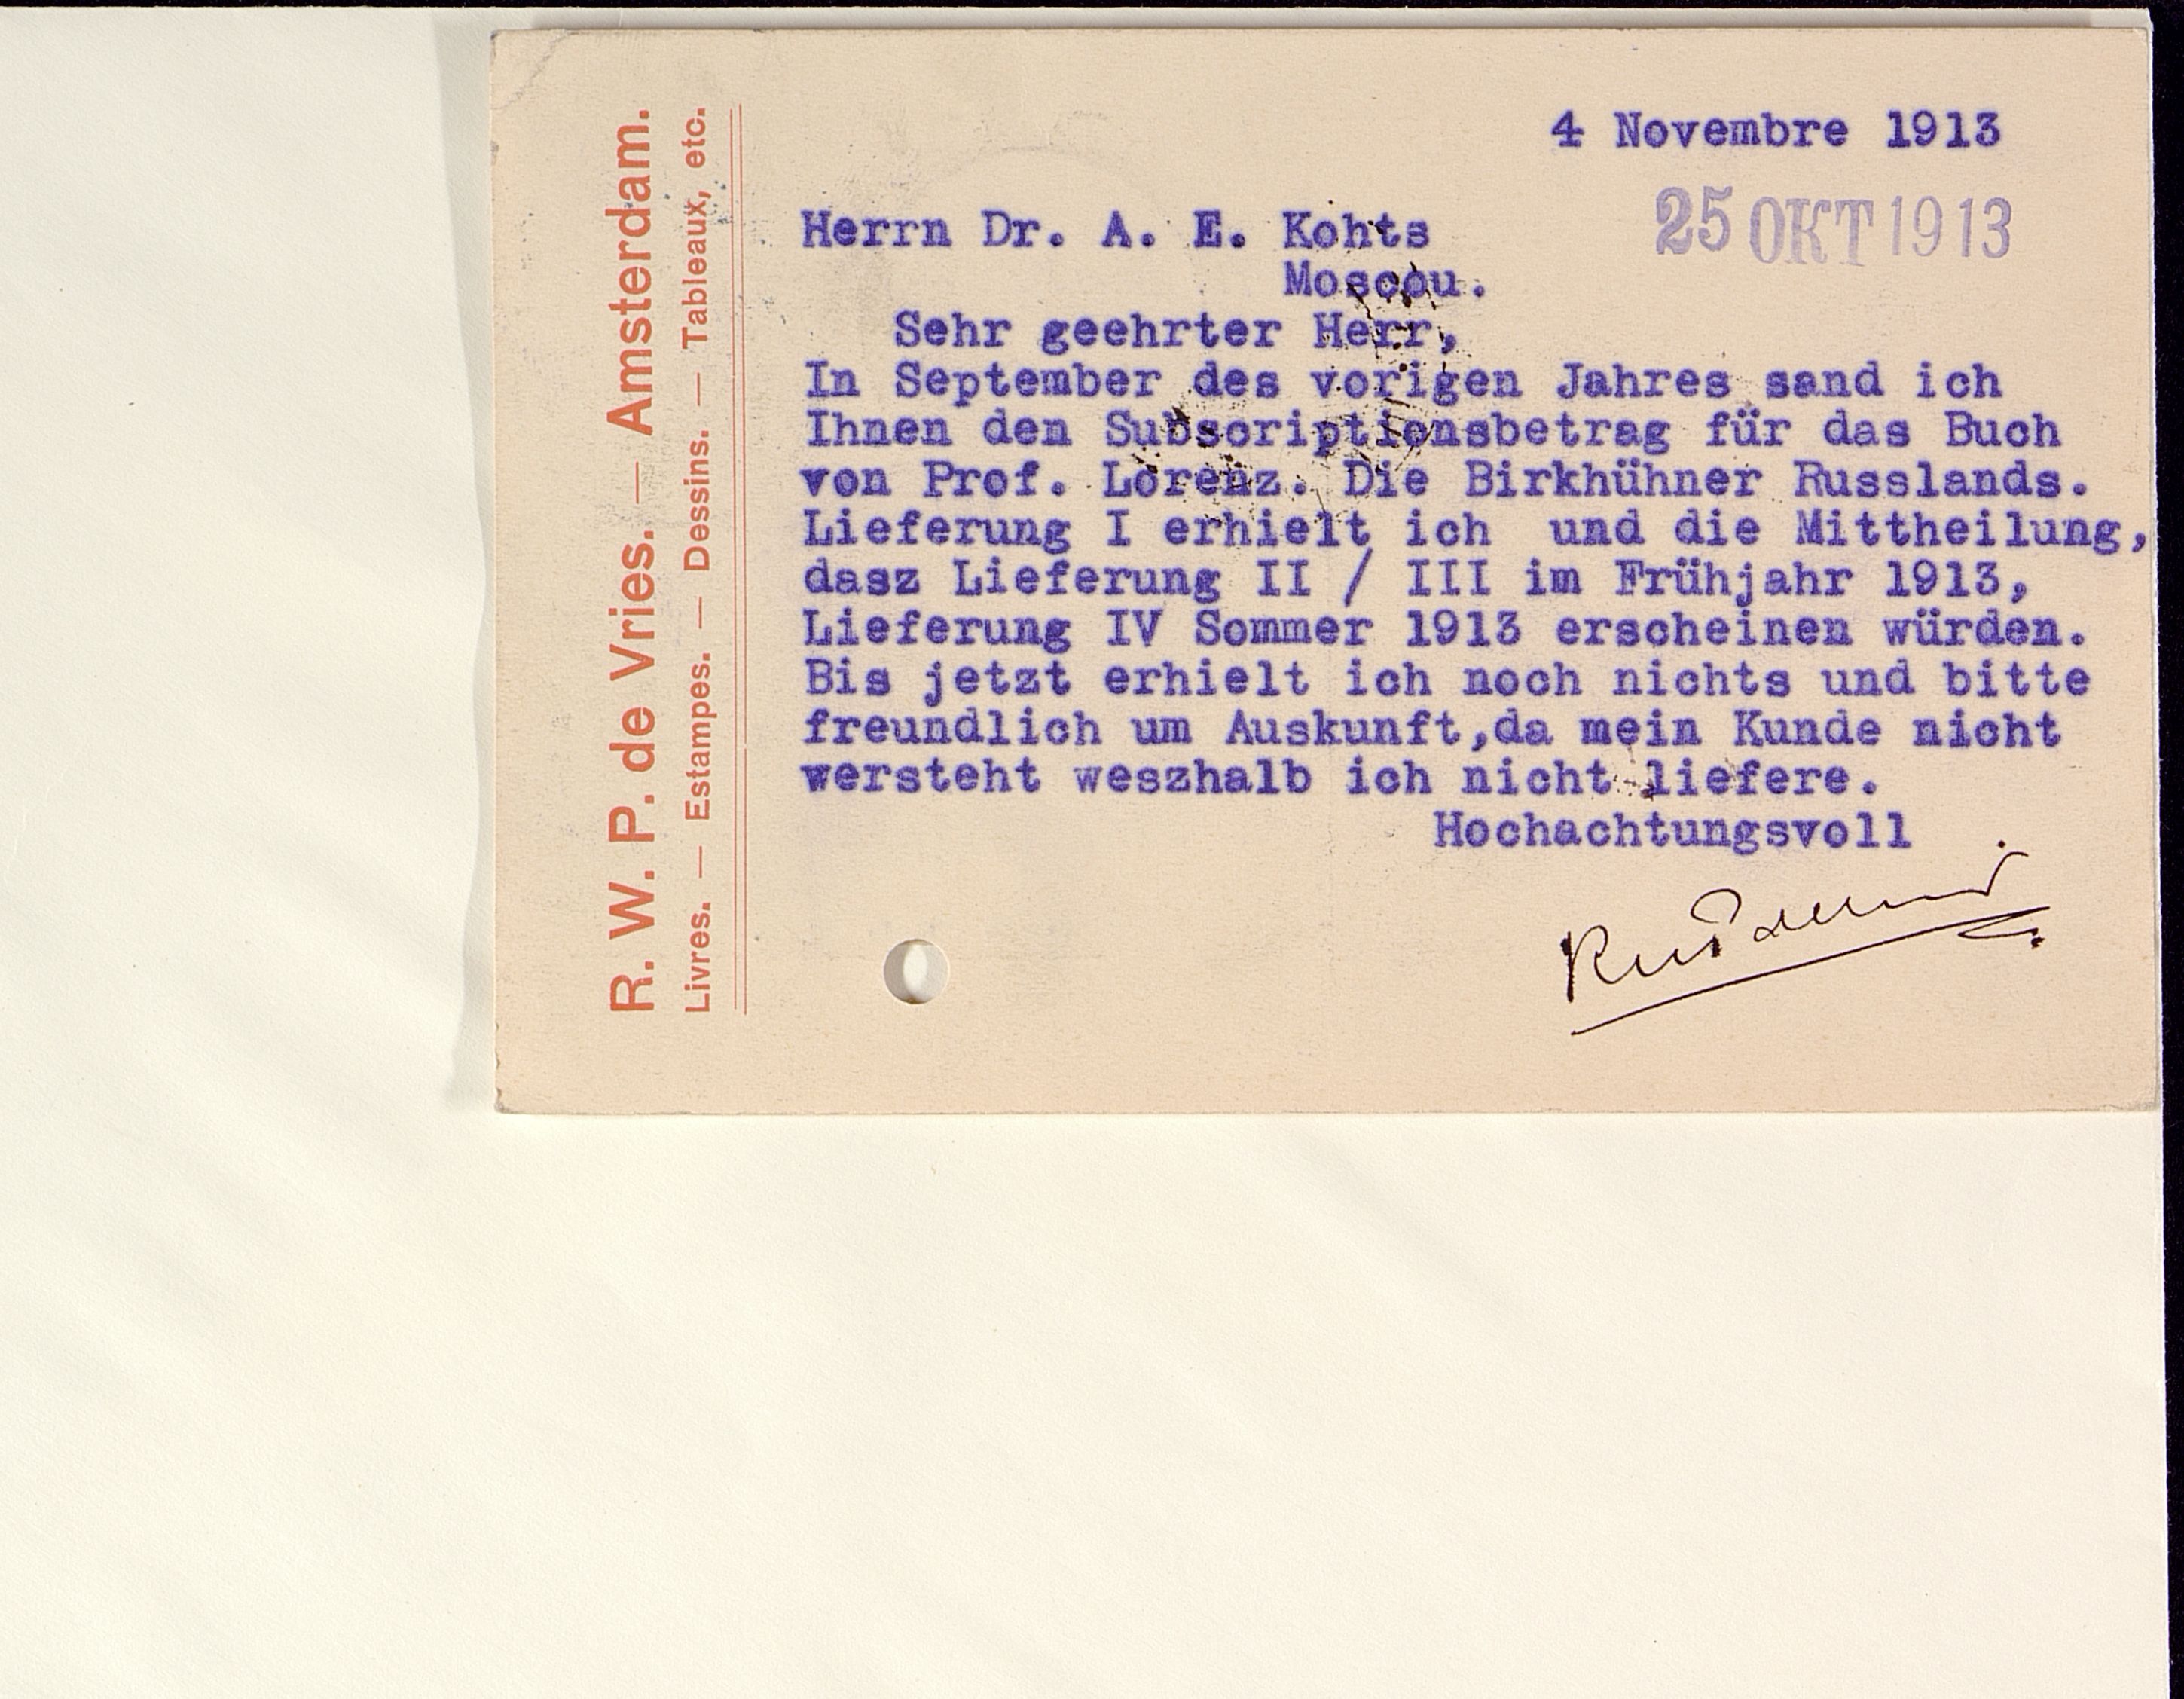 R. W. P. de Vries. — Amsterdam.
Livres. — Estampes. — Dessins. — Tableaux, etc.
4 Novembre 1913
25 OKT 1913
Herrn Dr. A. E. Kohts
Moscou.
Sehr geehrter Herr,
In September des vorigen Jahres sand ich
Ihnen den Subscriptionsbetrag für das Buch
von Prof. Lorenz. Die Birkhühner Russlands.
Lieferung I erhielt ich und die Mittheilung,
dasz Lieferung II / III im Frühjahr 1913,
Lieferung IV Sommer 1913 erscheinen würden.
Bis jetzt erhielt ich noch nichts und bitte
freundlich um Auskunft,da mein Kunde nicht
versteht weszhalb ich nicht liefere.
Hochachtungsvoll